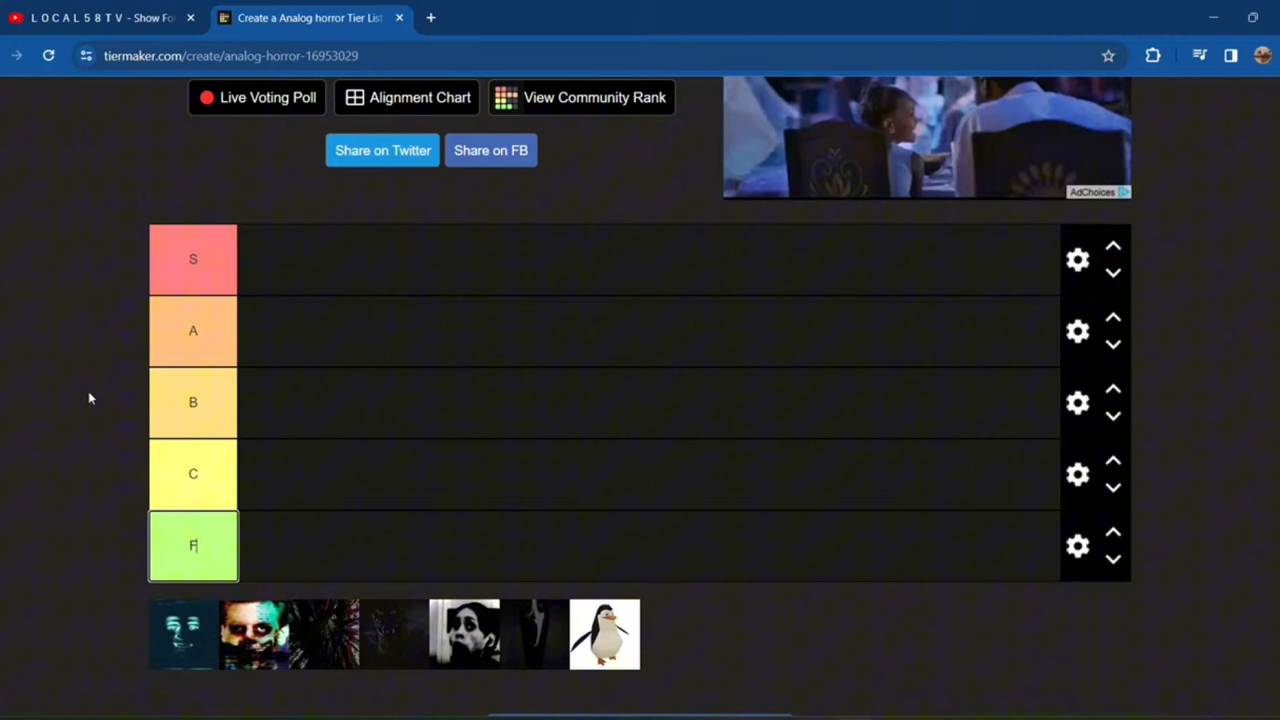 L O C A L 5 8 T V - Show Fo
Create a Analog horror Tier List
tiermaker.com/create/analog-horror-16953029
Live Voting Poll
Alignment Chart
View Community Rank
Share on Twitter
Share on FB
AdChoices
S
A
B
C
F